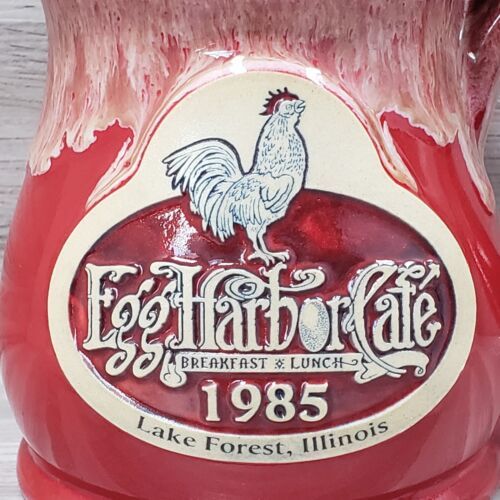 Egg Harbor Café
BREAKFAST LUNCH
1985
Lake Forest, Illinois